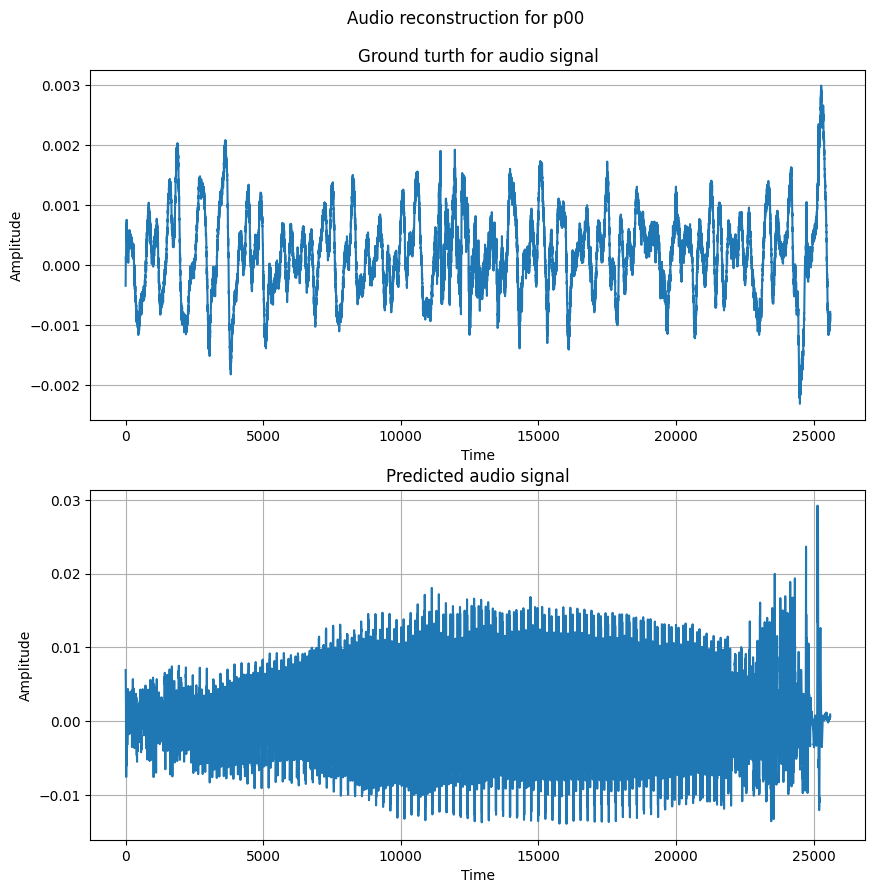 Audio reconstruction for p00
Ground turth for audio signal
Amplitude
0.003
0.002
0.001
0.000
−0.001
−0.002
0 5000 10000 15000 20000 25000
Time
Predicted audio signal
Amplitude
0.03
0.02
0.01
0.00
−0.01
0 5000 10000 15000 20000 25000
Time